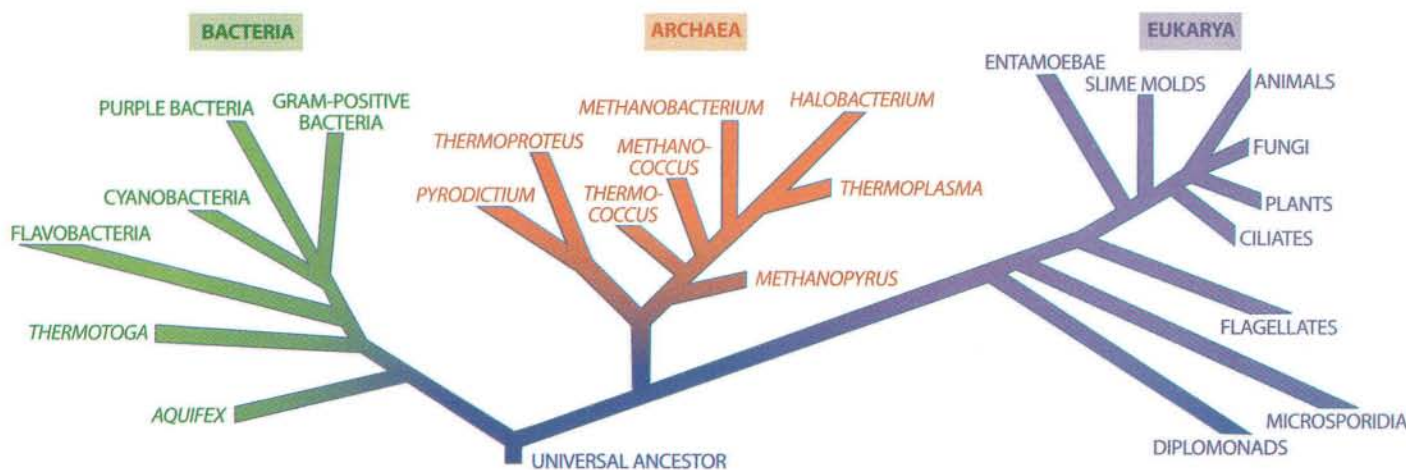 BACTERIA
ARCHAEA
EUKARYA
PURPLE BACTERIA
GRAM-POSITIVE
BACTERIA
CYANOBACTERIA
FLAVOBACTERIA
THERMOTOGA
AQUIFEX
THERMOPROTEUS
PYRODICTIUM
METHANOBACTERIUM
HALOBACTERIUM
METHANO-
COCCUS
THERMO-
COCCUS
THERMOPLASMA
METHANOPYRUS
ENTAMOEBAE
SLIME MOLDS
ANIMALS
FUNGI
PLANTS
CILIATES
FLAGELLATES
MICROSPORIDIA
DIPLOMONADS
UNIVERSAL ANCESTOR